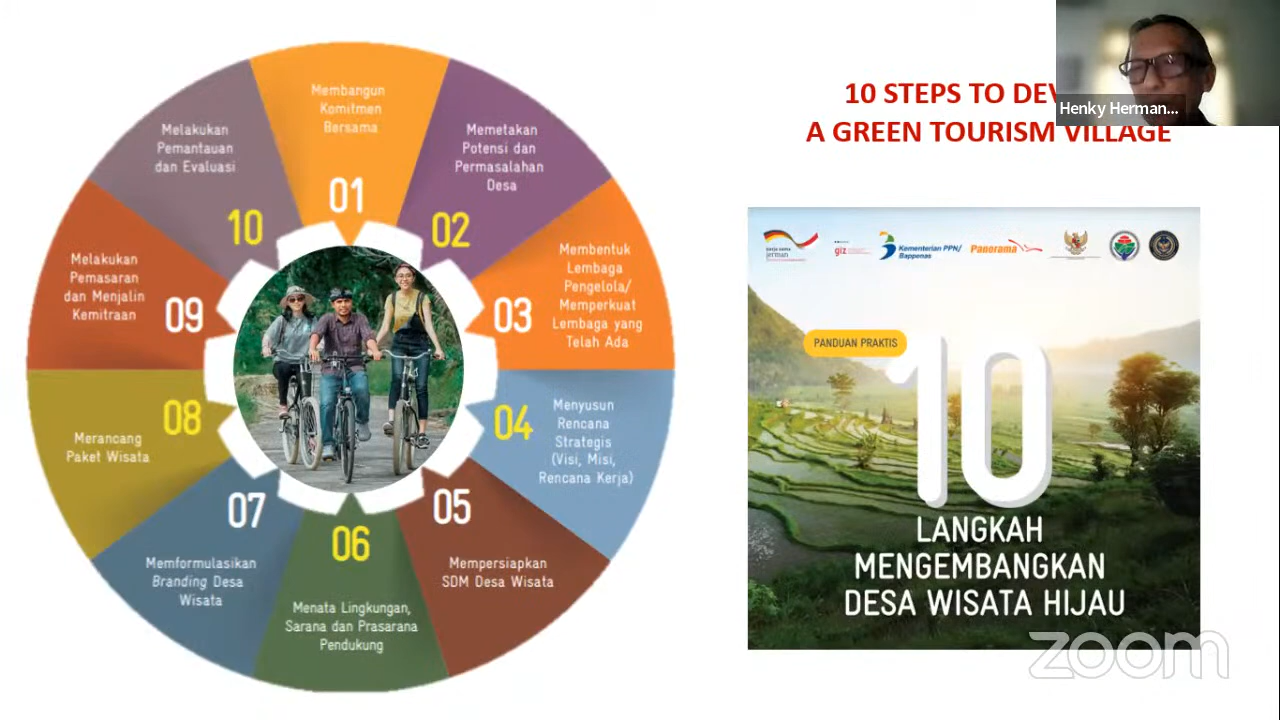 Membangun
Komitmen
Bersama
01
Memetakan
Potensi dan
Permasalahan
Desa
02
Membentuk
Lembaga
Pengelola/
Memperkuat
Lembaga yang
Telah Ada
03
Menyusun
Rencana
Strategis
(Visi, Misi,
Rencana Kerja)
04
05
Mempersiapkan
SDM Desa Wisata
06
Menata Lingkungan,
Sarana dan Prasarana
Pendukung
07
Memformulasikan
Branding Desa
Wisata
08
Merancang
Paket Wisata
Melakukan
Pemasaran
dan Menjalin
Kemitraan
09
Melakukan
Pemantauan
dan Evaluasi
10
10 STEPS TO DEV
A GREEN TOURISM VILLAGE
Henky Herman...
kerja sama
jerman
giz
Kementerian PPN/
Bappenas
Panorama
PANDUAN PRAKTIS
10
LANGKAH
MENGEMBANGKAN
DESA WISATA HIJAU
zoom